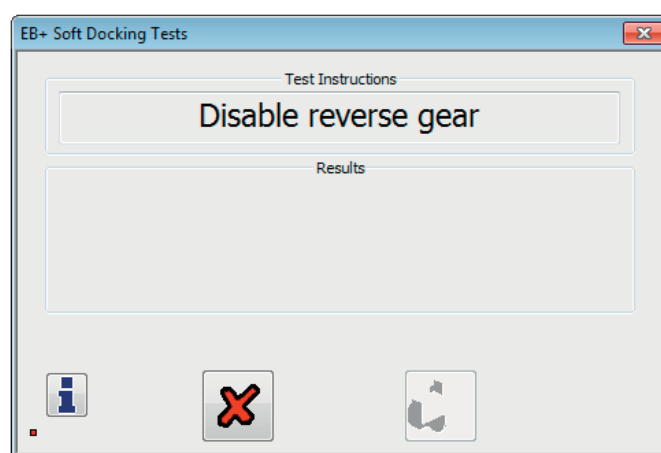 EB+ Soft Docking Tests
Test Instructions
Disable reverse gear
Results